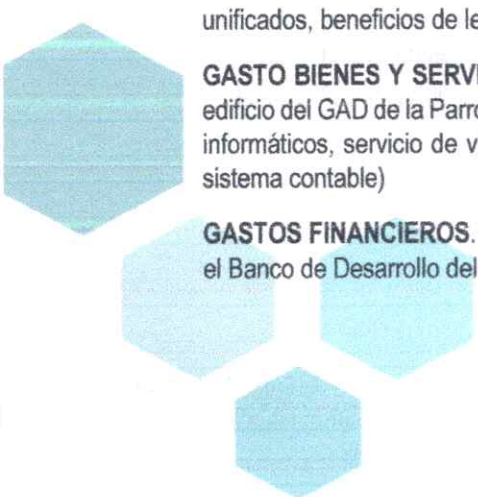 unificados, beneficios de le
GASTO BIENES Y SERVI
edificio del GAD de la Parro
informáticos, servicio de v
sistema contable)
GASTOS FINANCIEROS.
el Banco de Desarrollo del